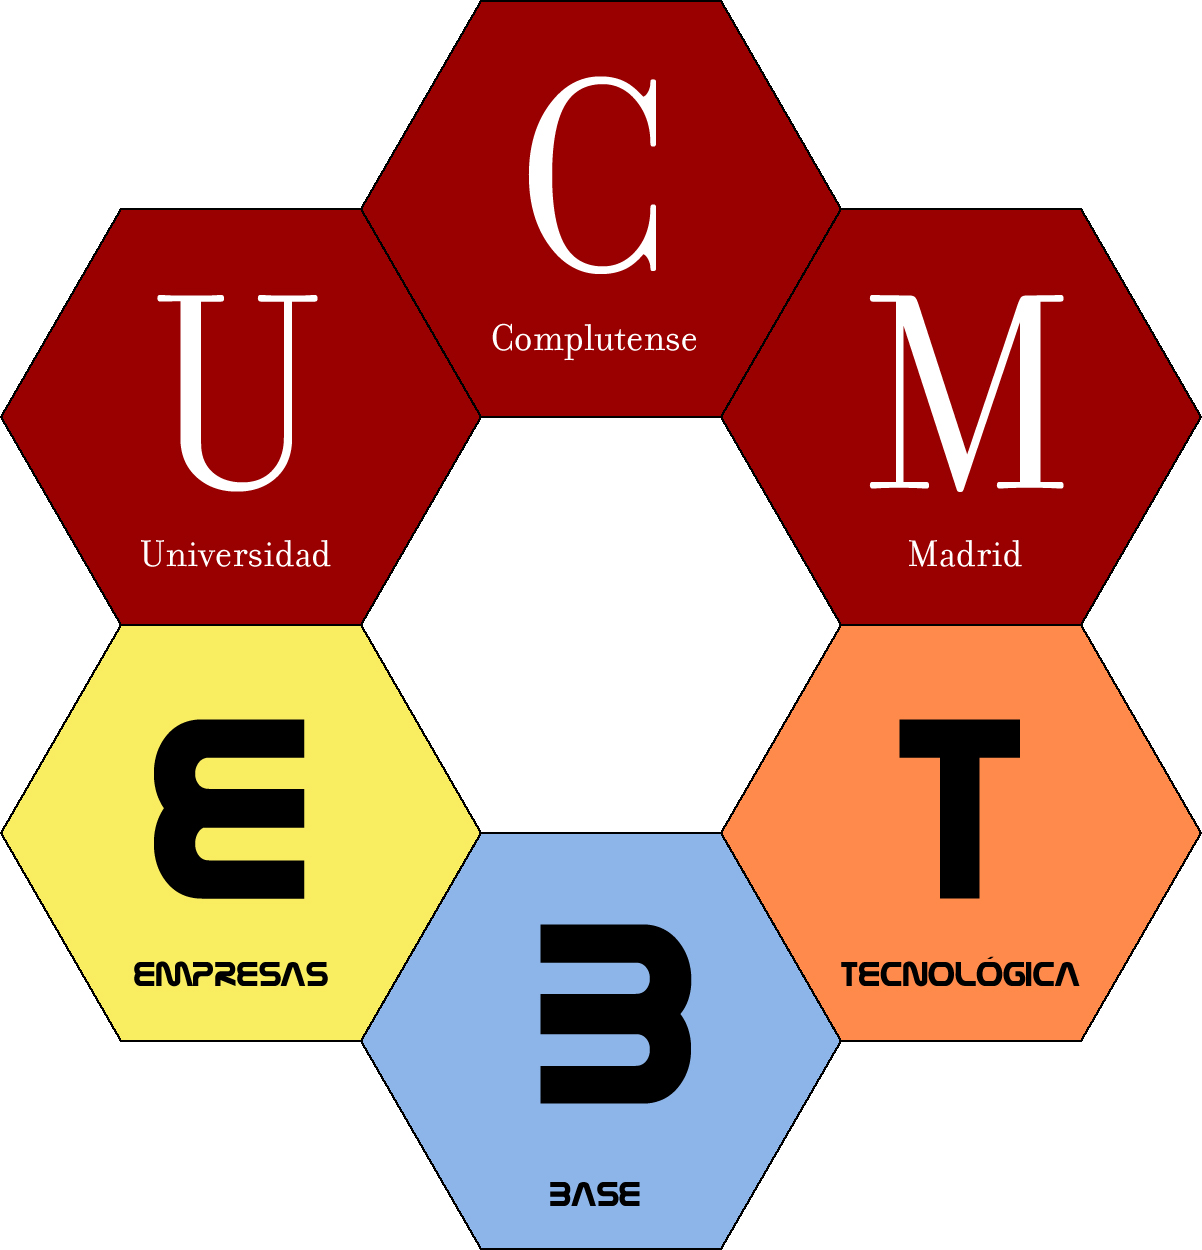 U
Universidad
C
Complutense
M
Madrid
E
EMPRESAS
B
BASE
T
TECNOLÓGICA